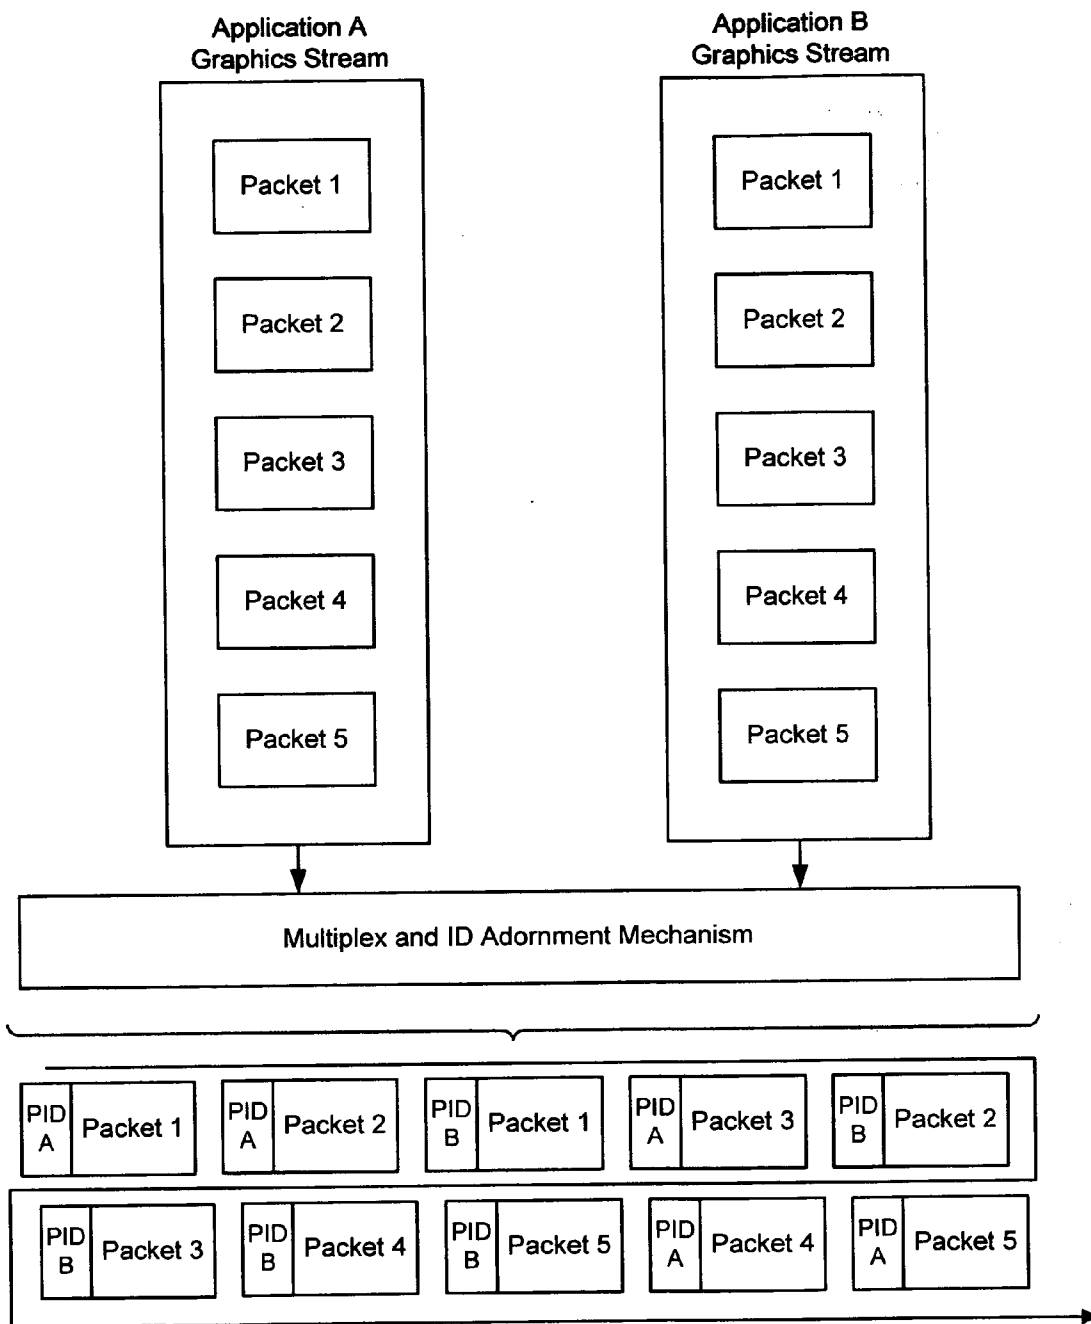 Application A
Graphics Stream
Packet 1
Packet 2
Packet 3
Packet 4
Packet 5
Application B
Graphics Stream
Packet 1
Packet 2
Packet 3
Packet 4
Packet 5
Multiplex and ID Adornment Mechanism
PID
A
Packet 1
PID
A
Packet 2
PID
B
Packet 1
PID
A
Packet 3
PID
B
Packet 2
PID
B
Packet 3
PID
B
Packet 4
PID
B
Packet 5
PID
A
Packet 4
PID
A
Packet 5